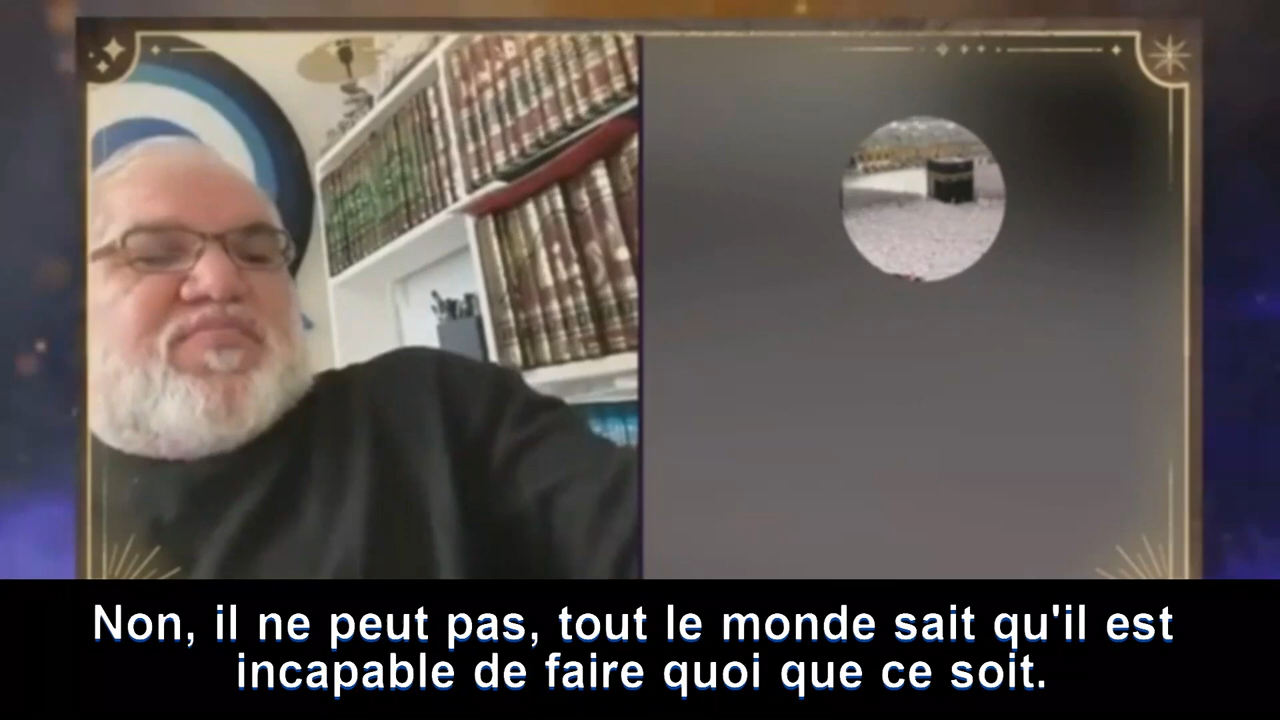 Non, il ne peut pas, tout le monde sait qu'il est
incapable de faire quoi que ce soit.